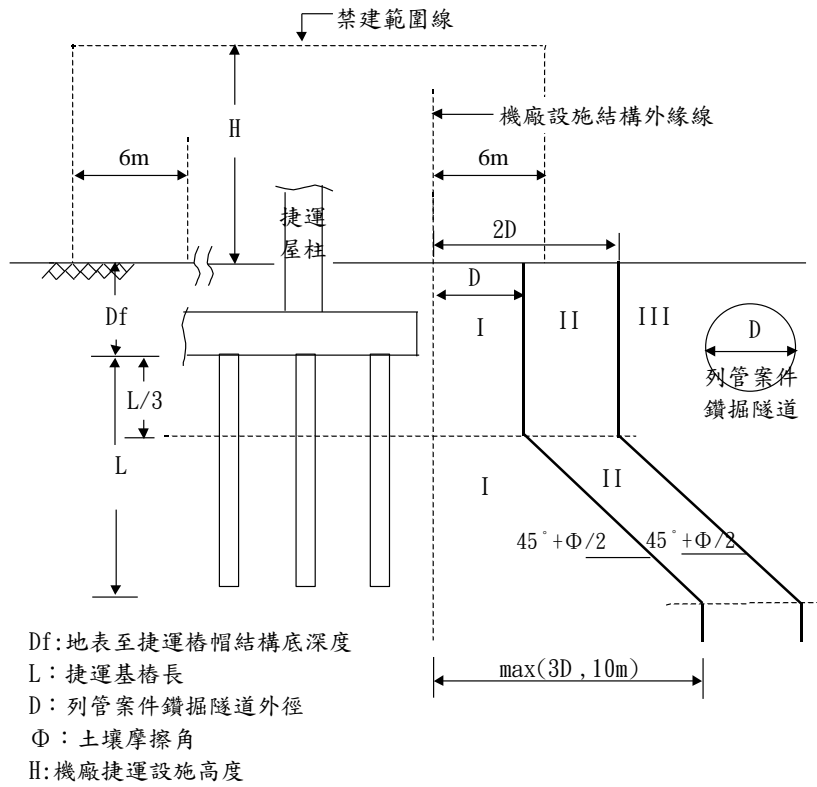 禁建範圍線
機廠設施結構外緣線
H
6m
6m
捷運
屋柱
2D
D
Df
I
II
III
D
列管案件
鑽掘隧道
L/3
L
I
II
45°+Φ/2
45°+Φ/2
max(3D,10m)
Df:地表至捷運樁帽結構底深度
L：捷運基樁長
D：列管案件鑽掘隧道外徑
Φ：土壤摩擦角
H:機廠捷運設施高度